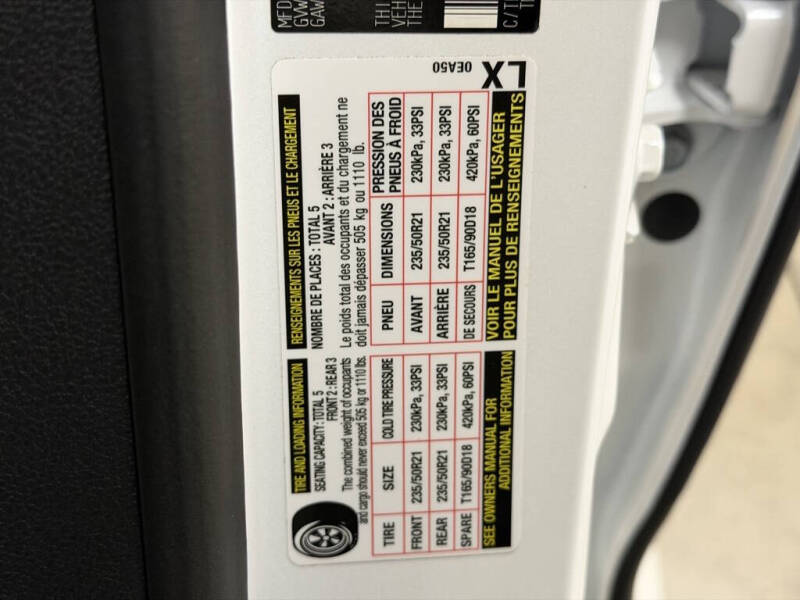 MFD
GVW
GAW
THI
VEH
THE
C/T
TIRE AND LOADING INFORMATION
SEATING CAPACITY: TOTAL 5
FRONT 2 : REAR 3
The combined weight of occupants
and cargo should never exceed 505 kg or 1110 lbs.
TIRE SIZE COLD TIRE PRESSURE
FRONT 235/50R21 230kPa, 33PSI
REAR 235/50R21 230kPa, 33PSI
SPARE T165/90D18 420kPa, 60PSI
SEE OWNERS MANUAL FOR
ADDITIONAL INFORMATION
RENSEIGNEMENTS SUR LES PNEUS ET LE CHARGEMENT
NOMBRE DE PLACES : TOTAL 5
AVANT 2 : ARRIÈRE 3
Le poids total des occupants et du chargement ne
doit jamais dépasser 505 kg ou 1110 lb.
PNEU DIMENSIONS PRESSION DES
PNEUS À FROID
AVANT 235/50R21 230kPa, 33PSI
ARRIÈRE 235/50R21 230kPa, 33PSI
DE SECOURS T165/90D18 420kPa, 60PSI
VOIR LE MANUEL DE L'USAGER
POUR PLUS DE RENSEIGNEMENTS
0EA50
LX